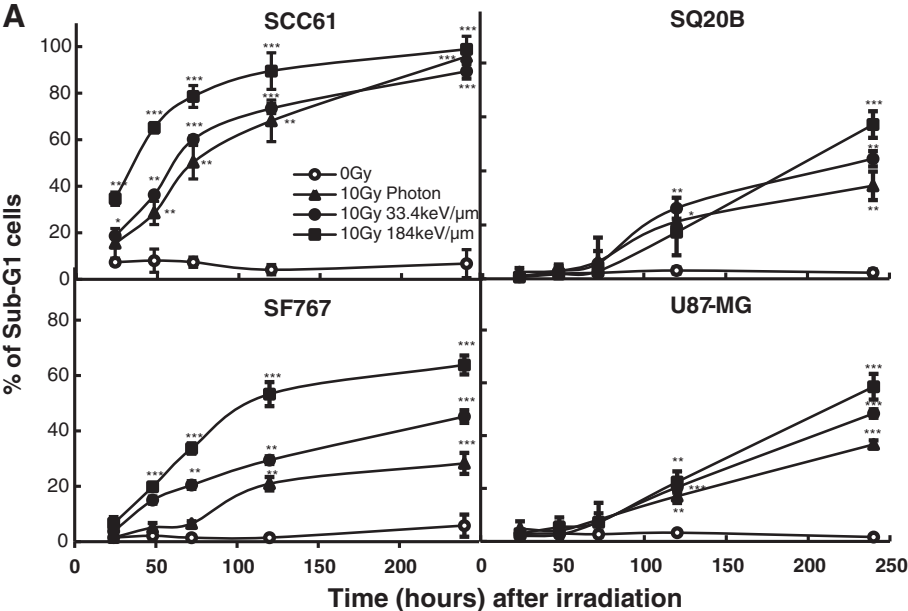 A
SCC61
SQ20B
100
80
60
40
20
0
0Gy
10Gy Photon
10Gy 33.4keV/µm
10Gy 184keV/µm
*** *** *** *** ***
*** ***
*** ** *** *** ***
* ** ** **
*** ** ** * **
SF767
U87-MG
80
60
40
20
0
*** *** *** *** ***
** ** *** ** ***
*** *** *** ** *** **
% of Sub-G1 cells
0 50 100 150 200 0 50 100 150 200 250
Time (hours) after irradiation